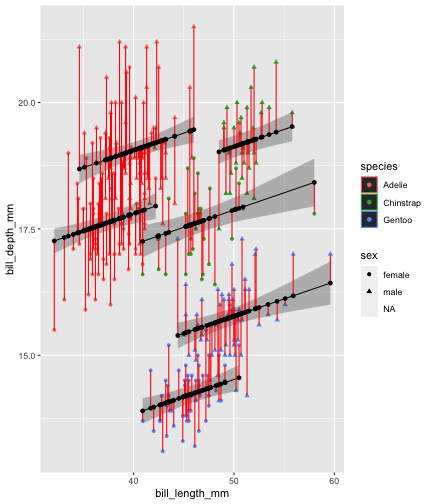 20.0
17.5
15.0
bill_depth_mm
40
50
60
bill_length_mm
species
Adelie
Chinstrap
Gentoo
sex
female
male
NA